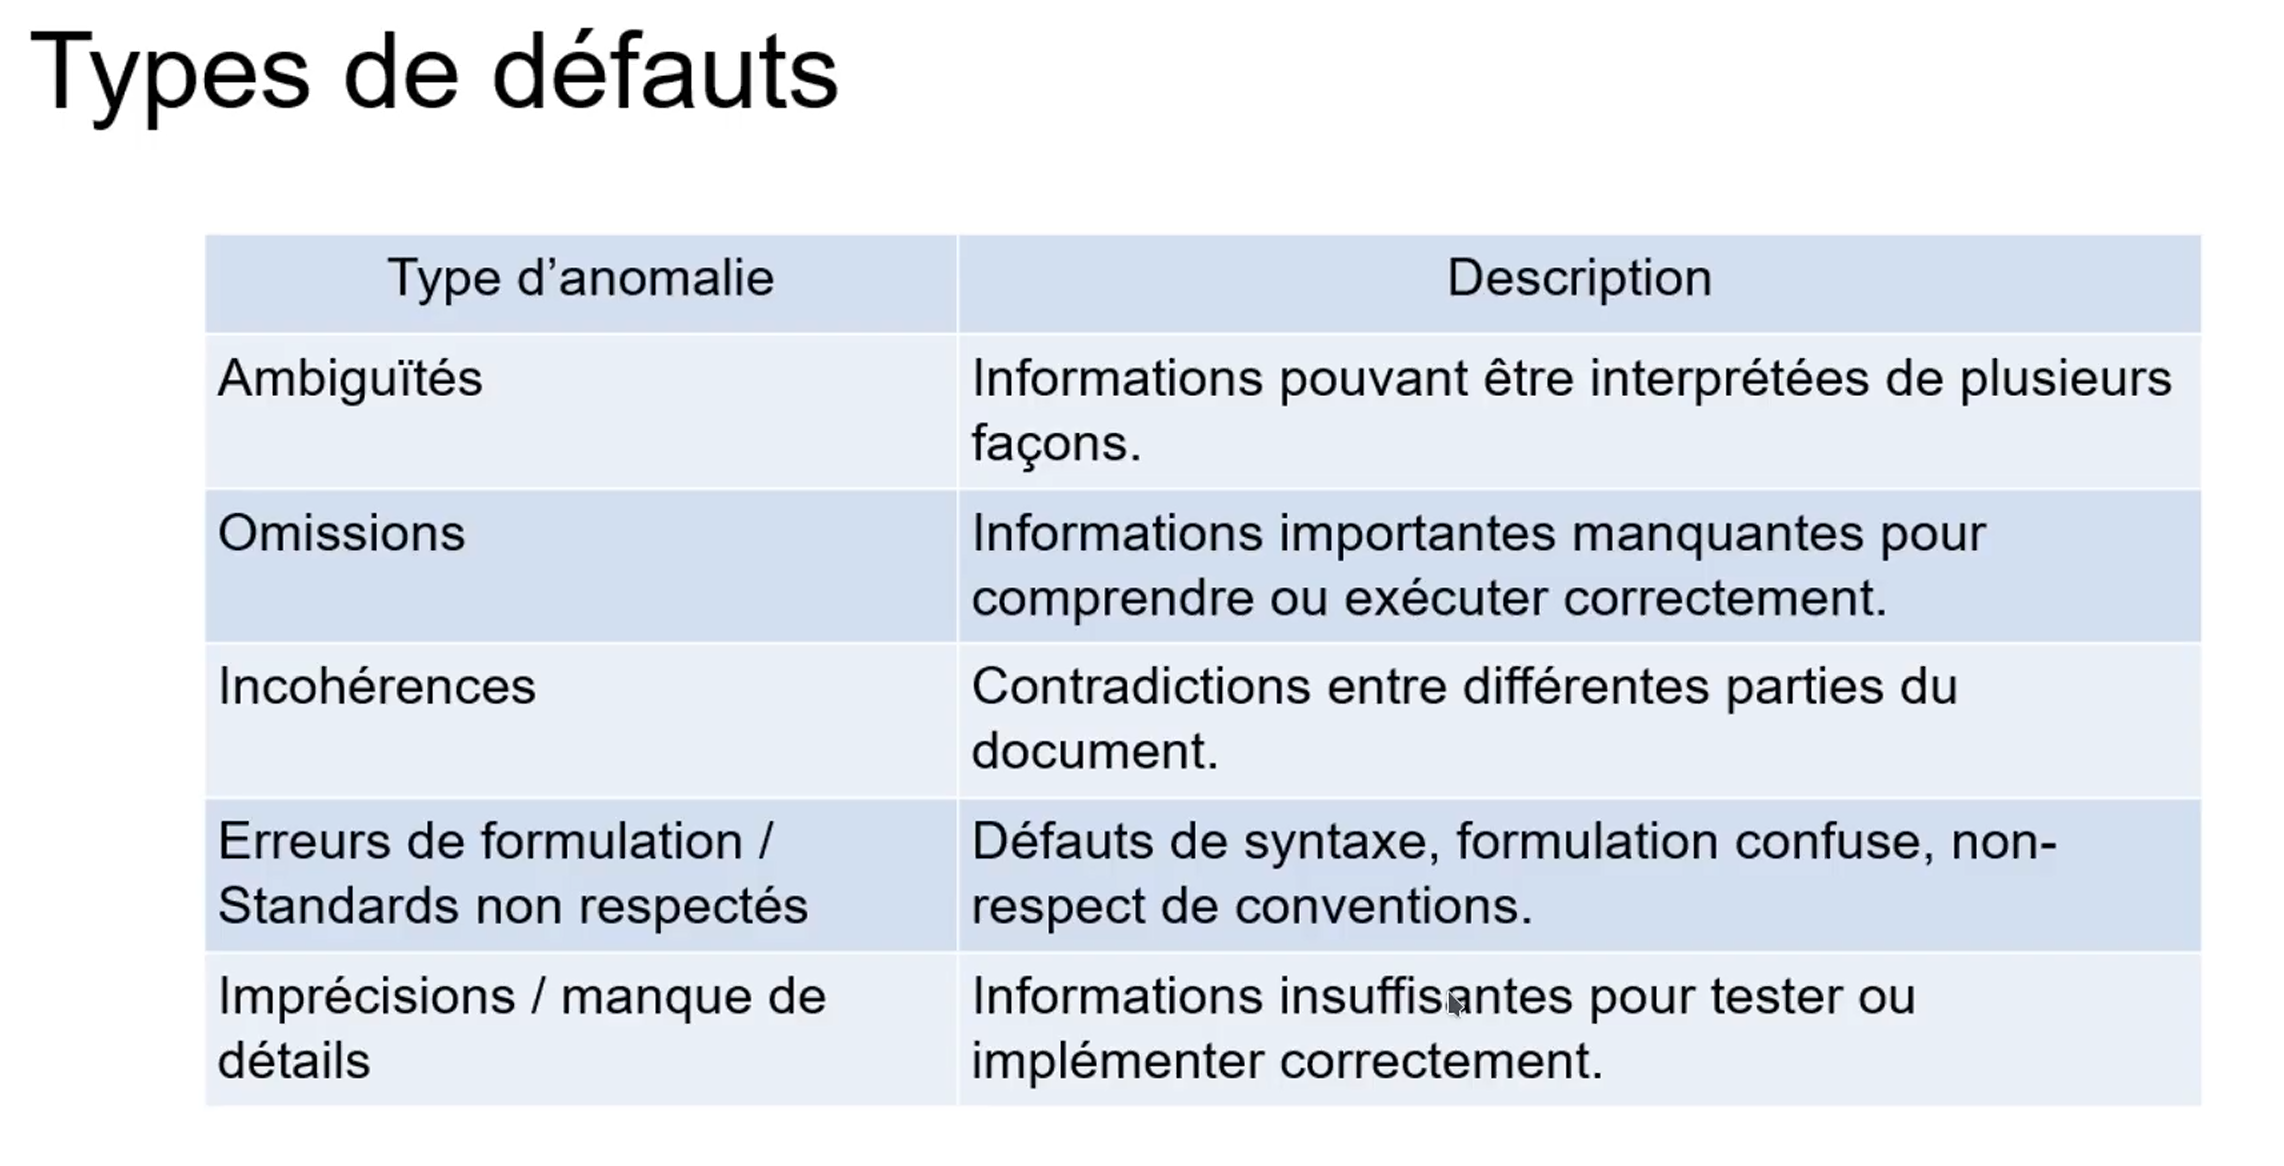 Types de défauts
Type d’anomalie
Description
Ambiguïtés
Informations pouvant être interprétées de plusieurs
façons.
Omissions
Informations importantes manquantes pour
comprendre ou exécuter correctement.
Incohérences
Contradictions entre différentes parties du
document.
Erreurs de formulation /
Standards non respectés
Défauts de syntaxe, formulation confuse, non-
respect de conventions.
Imprécisions / manque de
détails
Informations insuffisantes pour tester ou
implémenter correctement.